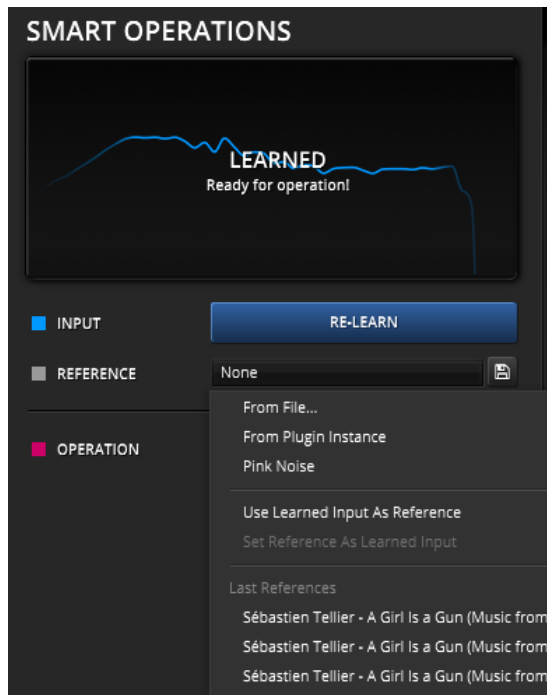 SMART OPERATIONS
LEARNED
Ready for operation!
INPUT
RE-LEARN
REFERENCE
None
From File...
From Plugin Instance
Pink Noise
OPERATION
Use Learned Input As Reference
Set Reference As Learned Input
Last References
Sébastien Tellier - A Girl Is a Gun (Music from
Sébastien Tellier - A Girl Is a Gun (Music from
Sébastien Tellier - A Girl Is a Gun (Music from